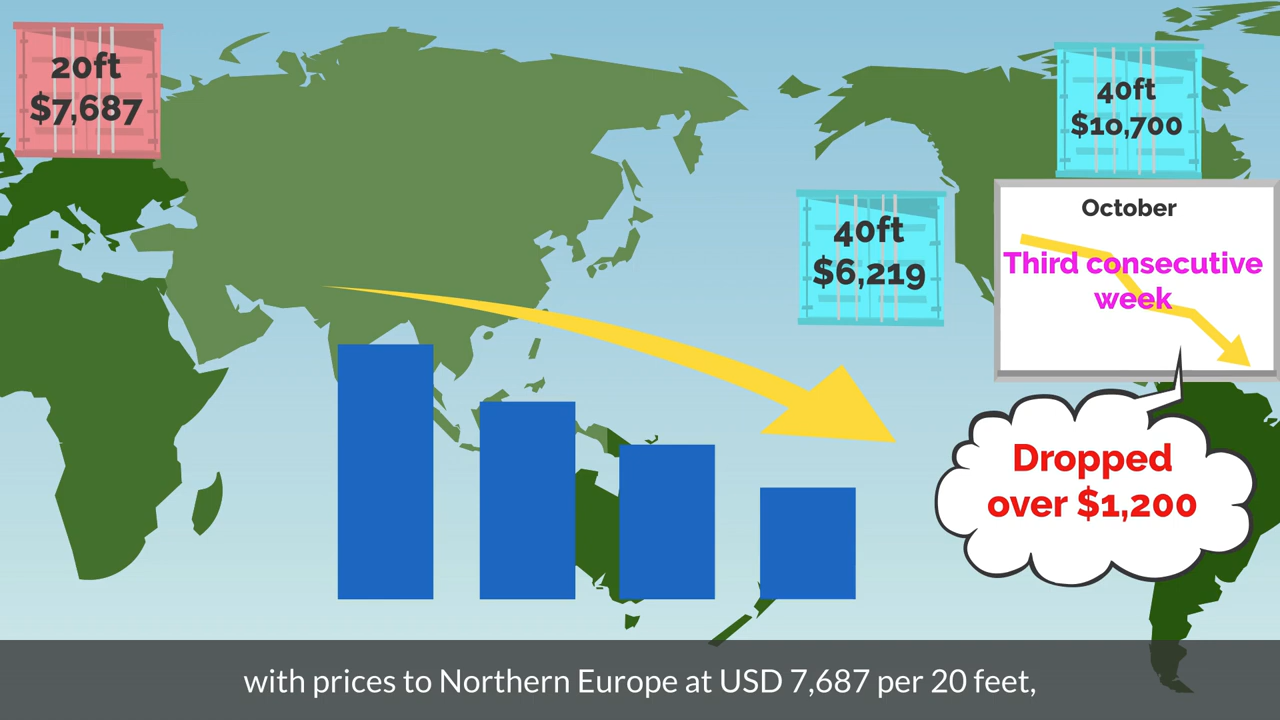 20ft
$7,687
40ft
$10,700
40ft
$6,219
October
Third consecutive
week
Dropped
over $1,200
with prices to Northern Europe at USD 7,687 per 20 feet,